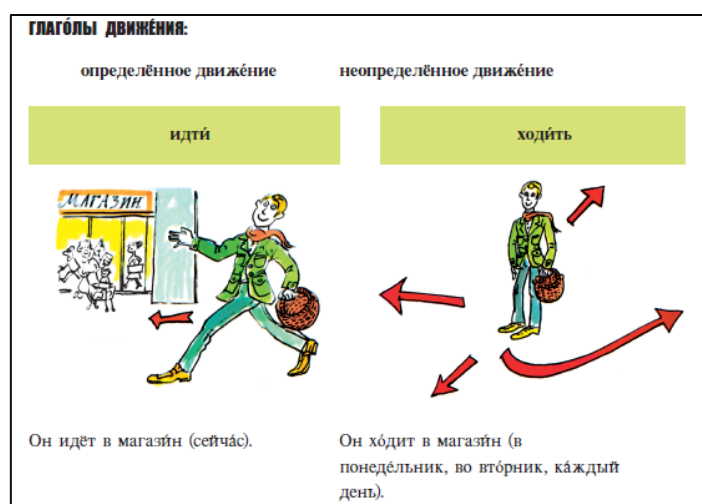 ГЛАГО́ЛЫ ДВИЖЕ́НИЯ:
определённое движе́ние
неопределённое движе́ние
идти́
ходи́ть
МАГАЗИН
Он идёт в магази́н (сейча́с).
Он хо́дит в магази́н (в
понеде́льник, во вто́рник, ка́ждый
день).